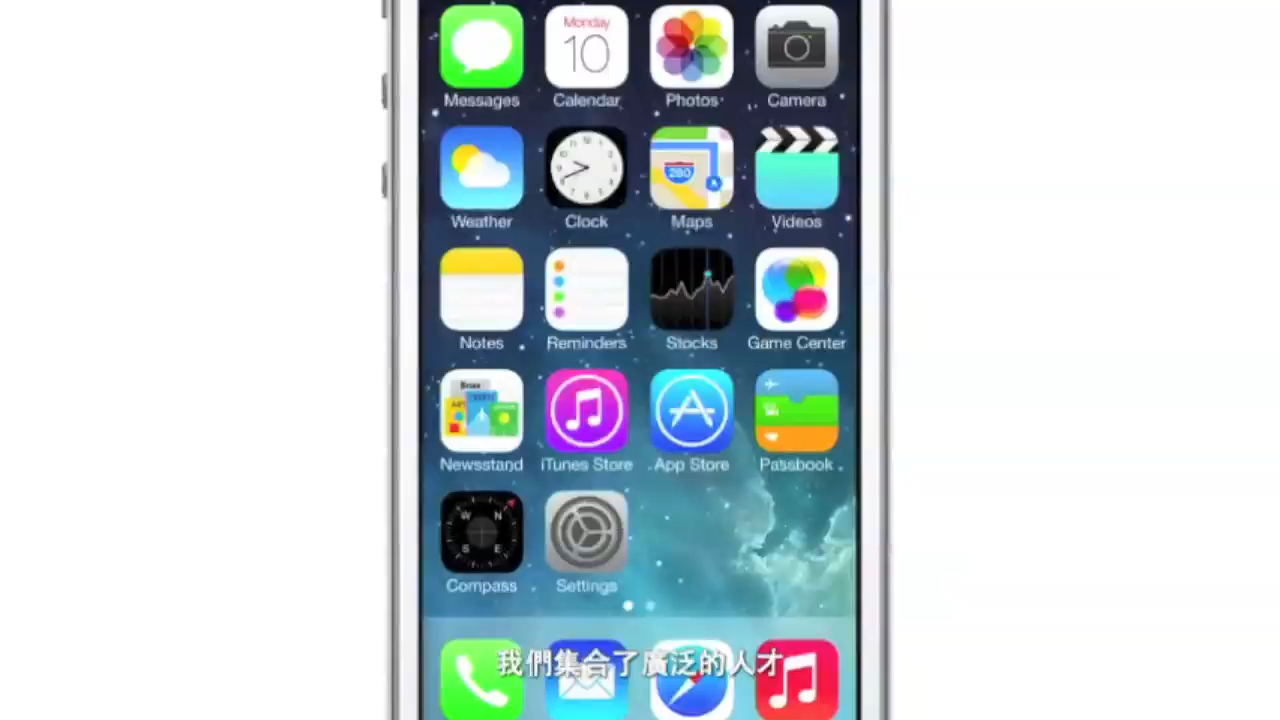 Monday
10
Messages
Calendar
Photos
Camera
280
Weather
Clock
Maps
Videos
Notes
Reminders
Stocks
Game Center
Newsstand
iTunes Store
App Store
Passbook
W N
S E
Compass
Settings
我們集合了廣泛的人才